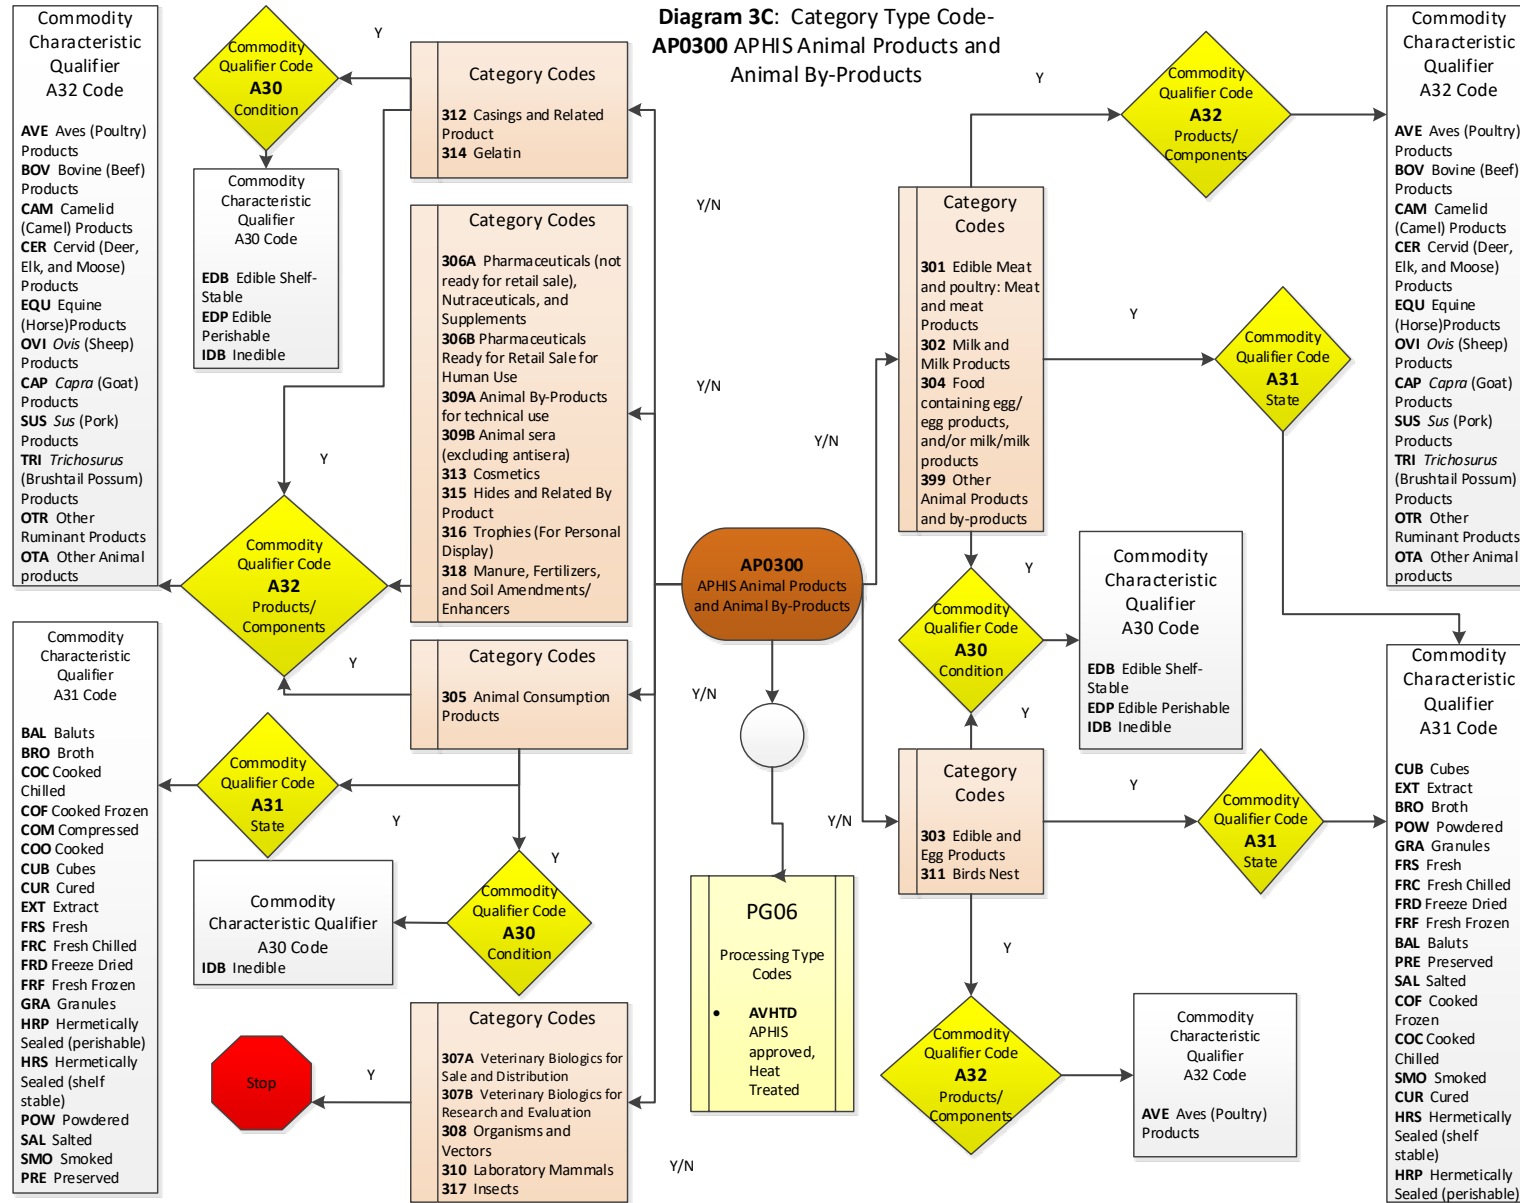 Diagram 3C: Category Type Code-
AP0300 APHIS Animal Products and
Animal By-Products
Commodity
Characteristic
Qualifier
A32 Code
AVE Aves (Poultry)
Products
BOV Bovine (Beef)
Products
CAM Camelid
(Camel) Products
CER Cervid (Deer,
Elk, and Moose)
Products
EQU Equine
(Horse)Products
OVI Ovis (Sheep)
Products
CAP Capra (Goat)
Products
SUS Sus (Pork)
Products
TRI Trichosurus
(Brushtail Possum)
Products
OTR Other
Ruminant Products
OTA Other Animal
products
Y
Commodity
Qualifier Code
A30
Condition
Commodity
Characteristic
Qualifier
A30 Code
EDB Edible Shelf-
Stable
EDP Edible
Perishable
IDB Inedible
Category Codes
312 Casings and Related
Product
314 Gelatin
Y/N
Category Codes
306A Pharmaceuticals (not
ready for retail sale),
Nutraceuticals, and
Supplements
306B Pharmaceuticals
Ready for Retail Sale for
Human Use
309A Animal By-Products
for technical use
309B Animal sera
(excluding antisera)
313 Cosmetics
315 Hides and Related By
Product
316 Trophies (For Personal
Display)
318 Manure, Fertilizers,
and Soil Amendments/
Enhancers
Y/N
Y
Commodity
Qualifier Code
A32
Products/
Components
Y
Category Codes
305 Animal Consumption
Products
Y/N
Commodity
Characteristic
Qualifier
A31 Code
BAL Baluts
BRO Broth
COC Cooked
Chilled
COF Cooked Frozen
COM Compressed
COO Cooked
CUB Cubes
CUR Cured
EXT Extract
FRS Fresh
FRC Fresh Chilled
FRD Freeze Dried
FRF Fresh Frozen
GRA Granules
HRP Hermetically
Sealed (perishable)
HRS Hermetically
Sealed (shelf
stable)
POW Powdered
SAL Salted
SMO Smoked
PRE Preserved
Commodity
Qualifier Code
A31
State
Y
Y
Commodity
Characteristic Qualifier
A30 Code
IDB Inedible
Commodity
Qualifier Code
A30
Condition
Stop
Y
Category Codes
307A Veterinary Biologics for
Sale and Distribution
307B Veterinary Biologics for
Research and Evaluation
308 Organisms and
Vectors
310 Laboratory Mammals
317 Insects
Y/N
AP0300
APHIS Animal Products
and Animal By-Products
PG06
Processing Type
Codes
• AVHTD
APHIS
approved,
Heat
Treated
Y/N
Category
Codes
301 Edible Meat
and poultry: Meat
and meat
Products
302 Milk and
Milk Products
304 Food
containing egg/
egg products,
and/or milk/milk
products
399 Other
Animal Products
and by-products
Y
Commodity
Qualifier Code
A32
Products/
Components
Commodity
Characteristic
Qualifier
A32 Code
AVE Aves (Poultry)
Products
BOV Bovine (Beef)
Products
CAM Camelid
(Camel) Products
CER Cervid (Deer,
Elk, and Moose)
Products
EQU Equine
(Horse)Products
OVI Ovis (Sheep)
Products
CAP Capra (Goat)
Products
SUS Sus (Pork)
Products
TRI Trichosurus
(Brushtail Possum)
Products
OTR Other
Ruminant Products
OTA Other Animal
products
Y
Commodity
Qualifier Code
A31
State
Y
Commodity
Qualifier Code
A30
Condition
Y
Commodity
Characteristic
Qualifier
A30 Code
EDB Edible Shelf-
Stable
EDP Edible Perishable
IDB Inedible
Y/N
Category
Codes
303 Edible and
Egg Products
311 Birds Nest
Y
Commodity
Qualifier Code
A31
State
Commodity
Characteristic
Qualifier
A31 Code
CUB Cubes
EXT Extract
BRO Broth
POW Powdered
GRA Granules
FRS Fresh
FRC Fresh Chilled
FRD Freeze Dried
FRF Fresh Frozen
BAL Baluts
PRE Preserved
SAL Salted
COF Cooked
Frozen
COC Cooked
Chilled
SMO Smoked
CUR Cured
HRS Hermetically
Sealed (shelf
stable)
HRP Hermetically
Sealed (perishable)
Y
Commodity
Qualifier Code
A32
Products/
Components
Commodity
Characteristic
Qualifier
A32 Code
AVE Aves (Poultry)
Products